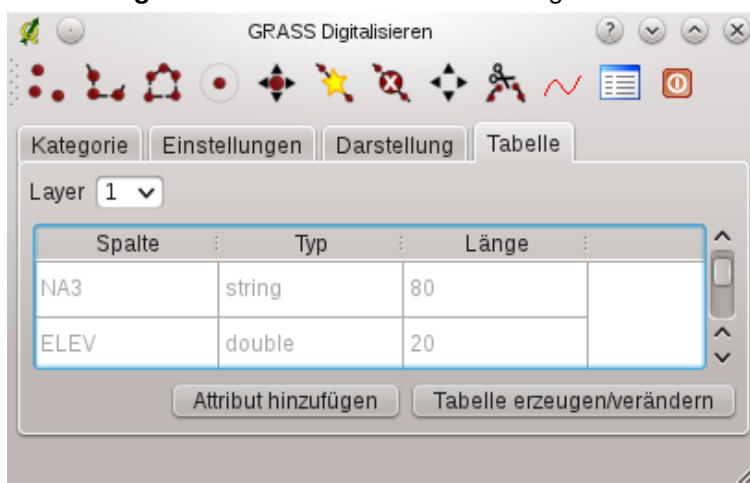 GRASS Digitalisieren
Kategorie Einstellungen Darstellung Tabelle
Layer 1
Spalte Typ Länge
NA3 string 80
ELEV double 20
Attribut hinzufügen Tabelle erzeugen/verändern